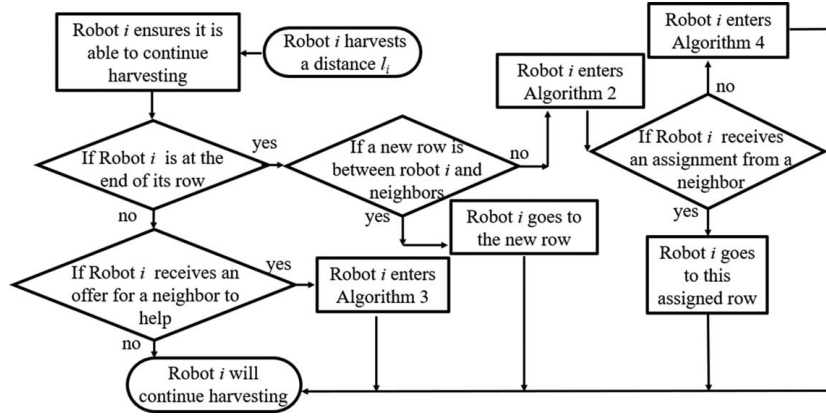 Robot i ensures it is
able to continue
harvesting
Robot i harvests
a distance lᵢ
Robot i enters
Algorithm 4
Robot i enters
Algorithm 2
no
If Robot i is at the
end of its row
yes
If a new row is
between robot i and
neighbors
no
If Robot i receives
an assignment from a
neighbor
no
yes
yes
Robot i goes to
the new row
Robot i goes
to this
assigned row
If Robot i receives an
offer for a neighbor to
help
yes
Robot i enters
Algorithm 3
no
Robot i will
continue harvesting